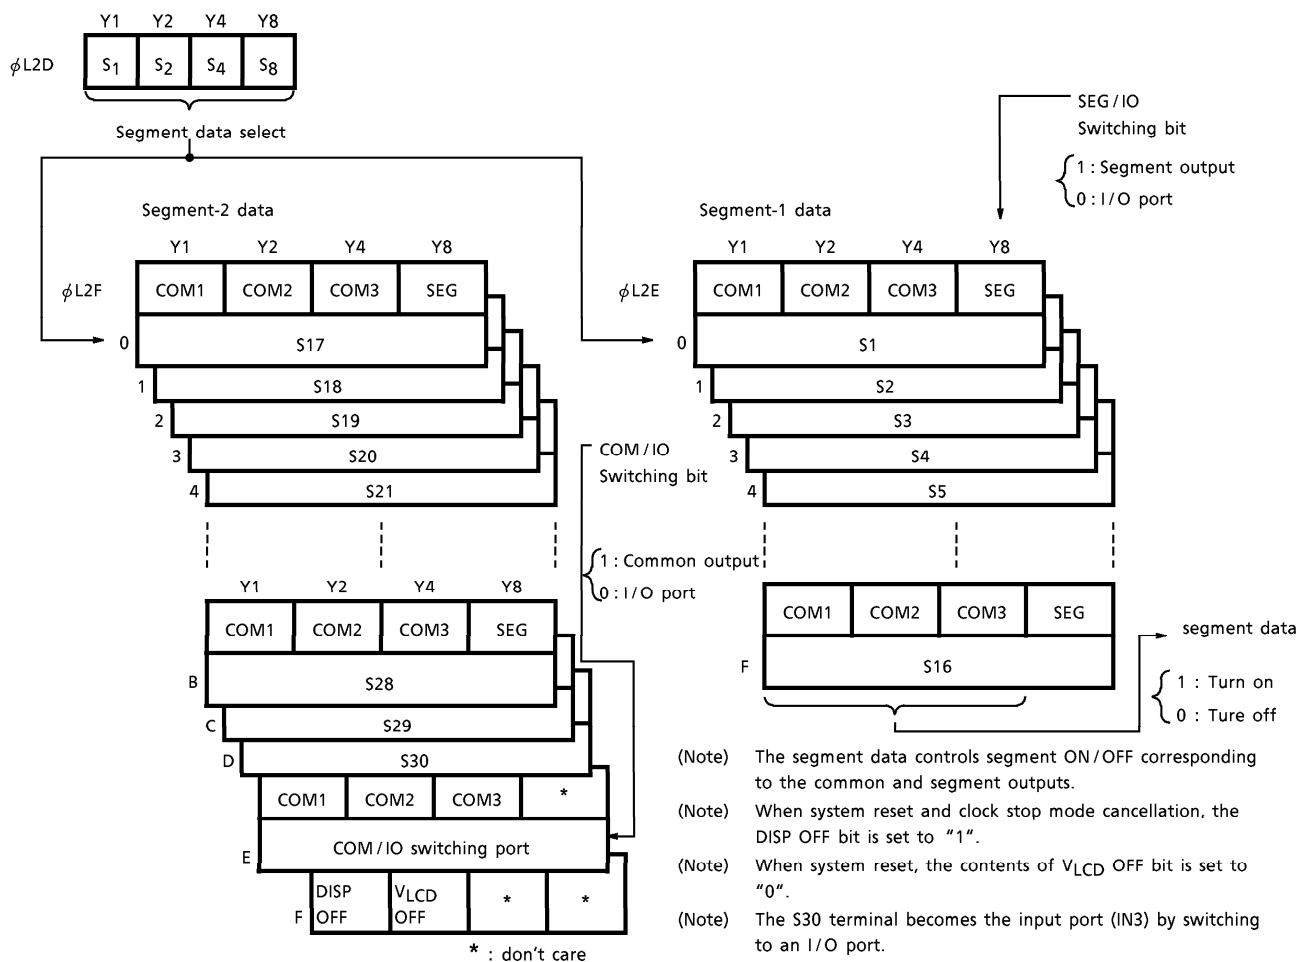 Y1 Y2 Y4 Y8
φL2D S1 S2 S4 S8
Segment data select
SEG/IO
Switching bit
1 : Segment output
0 : I/O port
Segment-2 data
Y1 Y2 Y4 Y8
φL2F COM1 COM2 COM3 SEG
0 S17
1 S18
2 S19
3 S20
4 S21
Segment-1 data
Y1 Y2 Y4 Y8
φL2E COM1 COM2 COM3 SEG
0 S1
1 S2
2 S3
3 S4
4 S5
COM/IO
Switching bit
1 : Common output
0 : I/O port
Y1 Y2 Y4 Y8
COM1 COM2 COM3 SEG
B S28
C S29
D S30
COM1 COM2 COM3 *
E COM/IO switching port
F DISP OFF VLCD OFF * *
* : don't care
COM1 COM2 COM3 SEG
F S16
segment data
1 : Turn on
0 : Ture off
(Note) The segment data controls segment ON/OFF corresponding
to the common and segment outputs.
(Note) When system reset and clock stop mode cancellation, the
DISP OFF bit is set to "1".
(Note) When system reset, the contents of VLCD OFF bit is set to
"0".
(Note) The S30 terminal becomes the input port (IN3) by switching
to an I/O port.